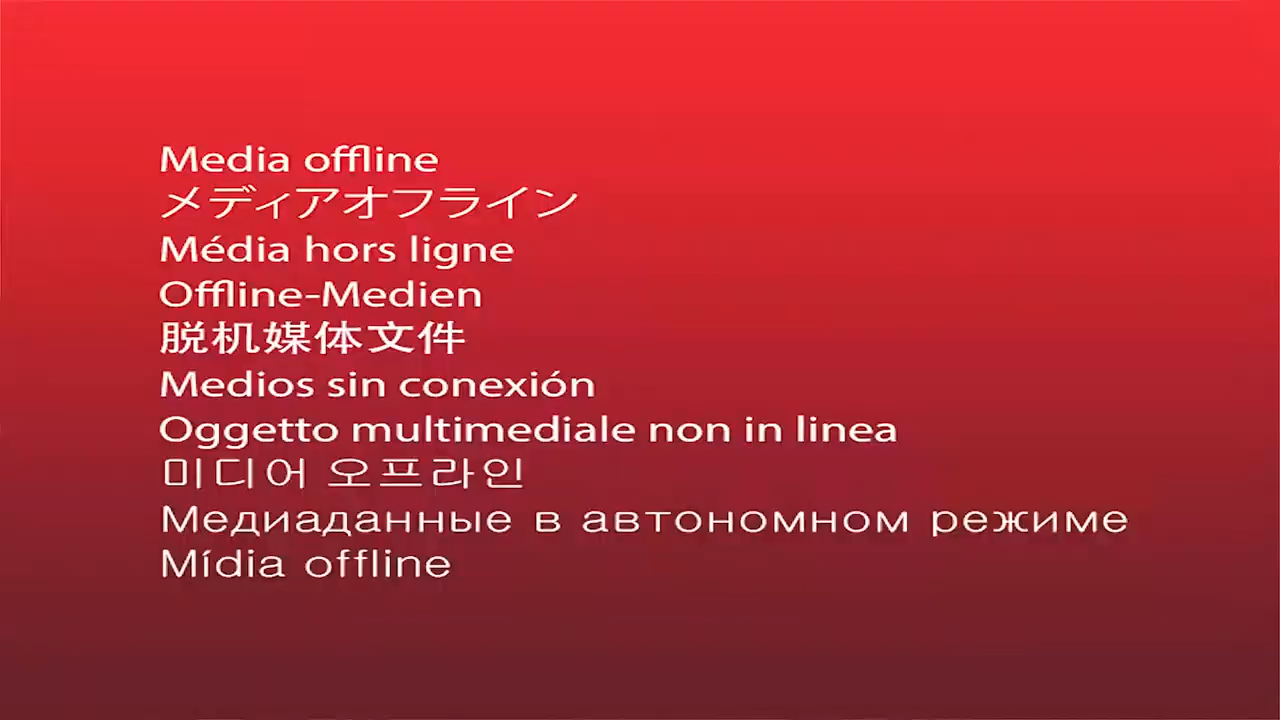 Media offline
メディアオフライン
Média hors ligne
Offline-Medien
脱机媒体文件
Medios sin conexión
Oggetto multimediale non in linea
미디어 오프라인
Медиаданные в автономном режиме
Mídia offline